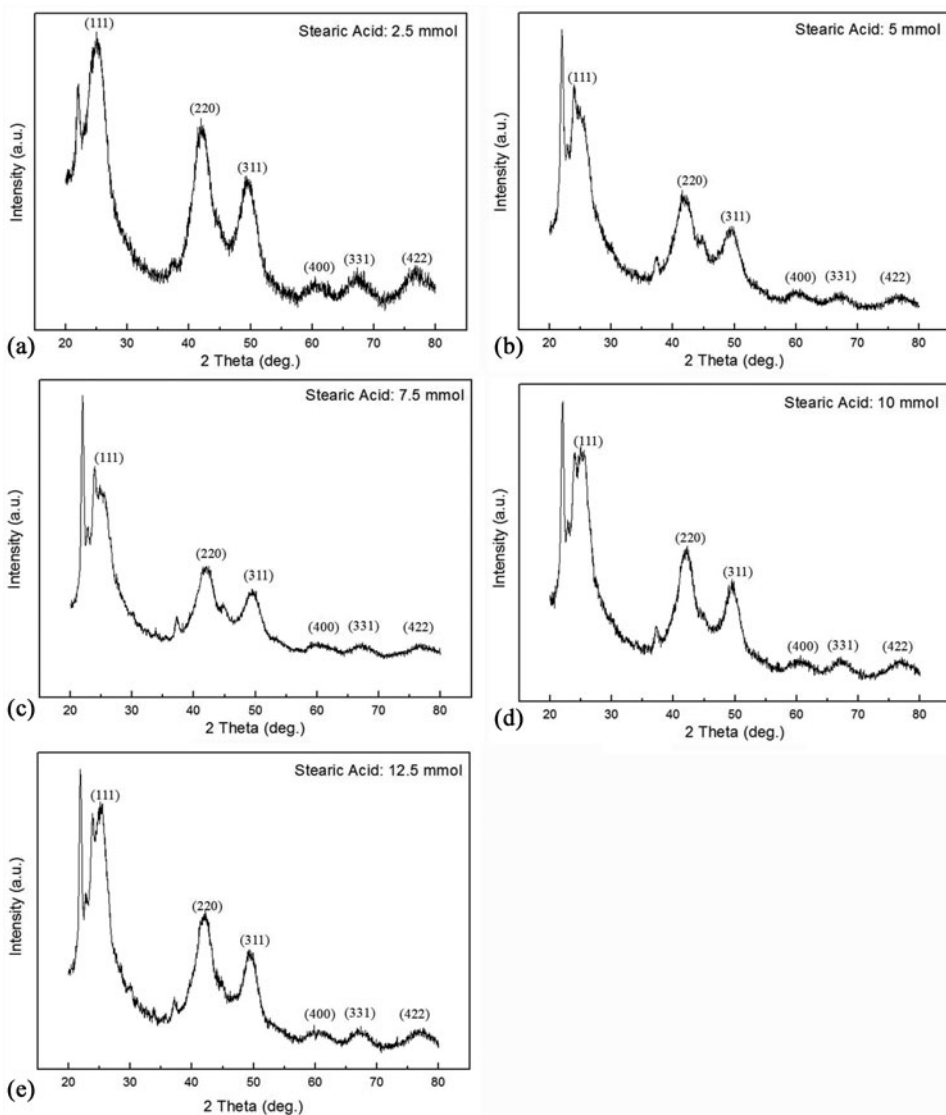 Stearic Acid: 2.5 mmol
(111)
(220)
(311)
(400)
(331)
(422)
Intensity (a.u.)
20 30 40 50 60 70 80
2 Theta (deg.)
(a)
Stearic Acid: 5 mmol
(111)
(220)
(311)
(400)
(331)
(422)
Intensity (a.u.)
20 30 40 50 60 70 80
2 Theta (deg.)
(b)
Stearic Acid: 7.5 mmol
(111)
(220)
(311)
(400)
(331)
(422)
Intensity (a.u.)
20 30 40 50 60 70 80
2 Theta (deg.)
(c)
Stearic Acid: 10 mmol
(111)
(220)
(311)
(400)
(331)
(422)
Intensity (a.u.)
20 30 40 50 60 70 80
2 Theta (deg.)
(d)
Stearic Acid: 12.5 mmol
(111)
(220)
(311)
(400)
(331)
(422)
Intensity (a.u.)
20 30 40 50 60 70 80
2 Theta (deg.)
(e)